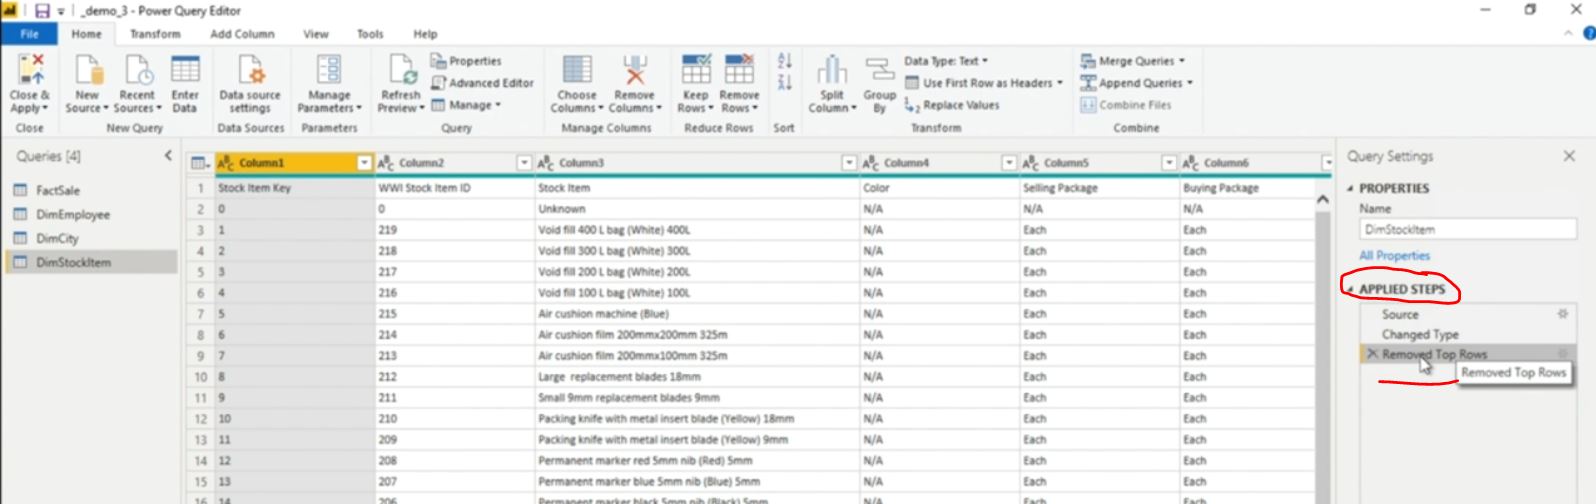 _demo_3 - Power Query Editor
File Home Transform Add Column View Tools Help
Close & Apply
New Source
Recent Sources
Enter Data
Data source settings
Manage Parameters
Refresh Preview
Properties
Advanced Editor
Manage
Choose Columns
Remove Columns
Keep Rows
Remove Rows
Split Column
Group By
Data Type: Text
Use First Row as Headers
Replace Values
Merge Queries
Append Queries
Combine Files
Close New Query Data Sources Parameters Query Manage Columns Reduce Rows Sort Transform Combine
Queries [4]
FactSale
DimEmployee
DimCity
DimStockItem
Column1 Column2 Column3 Column4 Column5 Column6
1 Stock Item Key WWI Stock Item ID Stock Item Color Selling Package Buying Package
2 0 0 Unknown N/A N/A N/A
3 1 219 Void fill 400 L bag (White) 400L N/A Each Each
4 2 218 Void fill 300 L bag (White) 300L N/A Each Each
5 3 217 Void fill 200 L bag (White) 200L N/A Each Each
6 4 216 Void fill 100 L bag (White) 100L N/A Each Each
7 5 215 Air cushion machine (Blue) N/A Each Each
8 6 214 Air cushion film 200mmx200mm 325m N/A Each Each
9 7 213 Air cushion film 200mmx100mm 325m N/A Each Each
10 8 212 Large replacement blades 18mm N/A Each Each
11 9 211 Small 9mm replacement blades 9mm N/A Each Each
12 10 210 Packing knife with metal insert blade (Yellow) 18mm N/A Each Each
13 11 209 Packing knife with metal insert blade (Yellow) 9mm N/A Each Each
14 12 208 Permanent marker red 5mm nib (Red) 5mm N/A Each Each
15 13 207 Permanent marker blue 5mm nib (Blue) 5mm N/A Each Each
16 14 206 Permanent marker black 5mm nib (Black) 5mm N/A Each Each
Query Settings
PROPERTIES
Name
DimStockItem
All Properties
APPLIED STEPS
Source
Changed Type
Removed Top Rows
Removed Top Rows